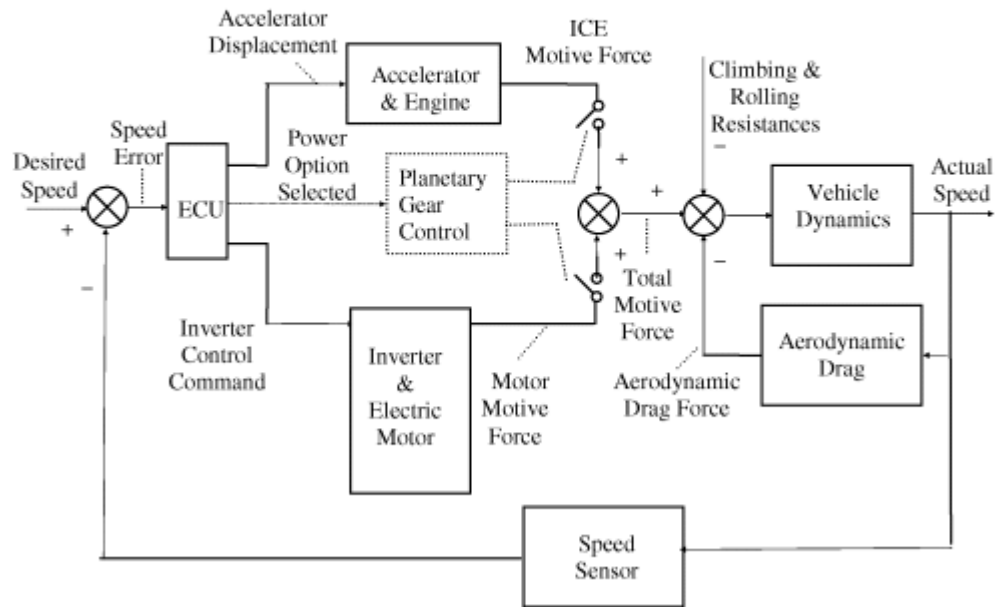 Accelerator
Displacement
Accelerator
& Engine
ICE
Motive Force
Climbing &
Rolling
Resistances
−
Desired
Speed
+
−
Speed
Error
ECU
Power
Option
Selected
Planetary
Gear
Control
+
+
+
Total
Motive
Force
−
Vehicle
Dynamics
Actual
Speed
Inverter
Control
Command
Inverter
&
Electric
Motor
Motor
Motive
Force
Aerodynamic
Drag Force
Aerodynamic
Drag
Speed
Sensor